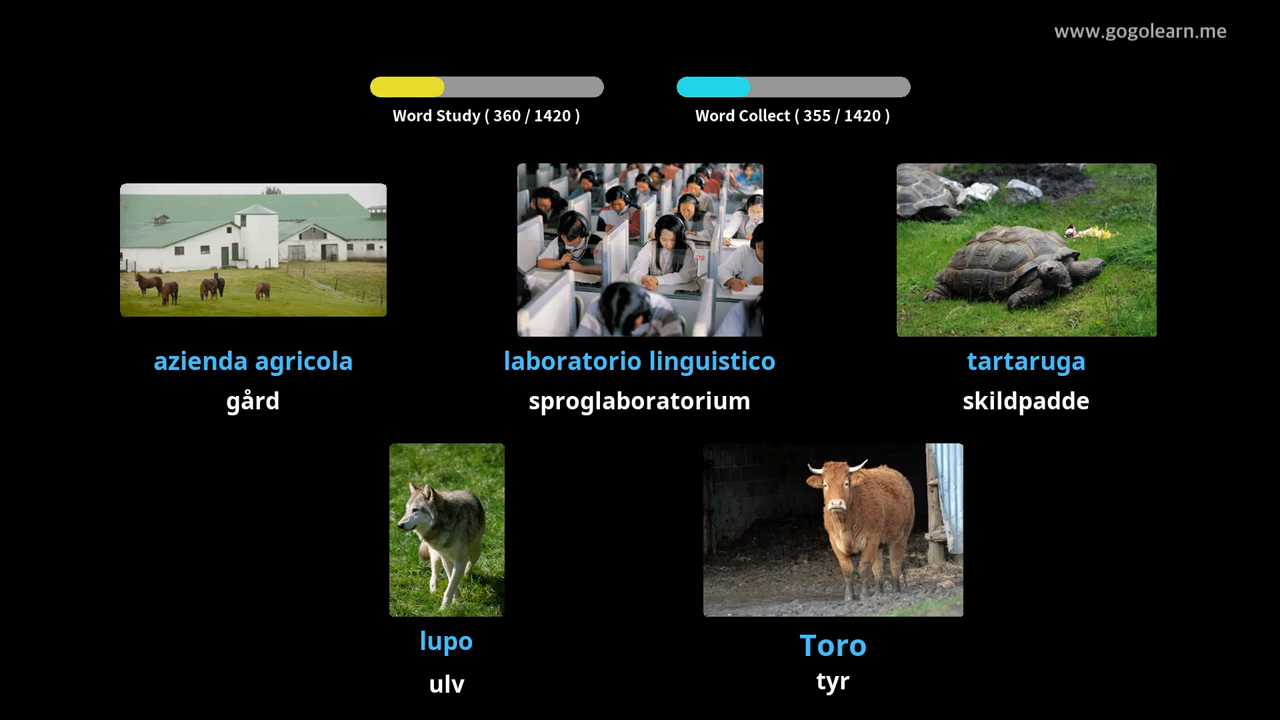 www.gogolearn.me
Word Study ( 360 / 1420 )
Word Collect ( 355 / 1420 )
azienda agricola
gård
laboratorio linguistico
sproglaboratorium
tartaruga
skildpadde
lupo
ulv
Toro
tyr